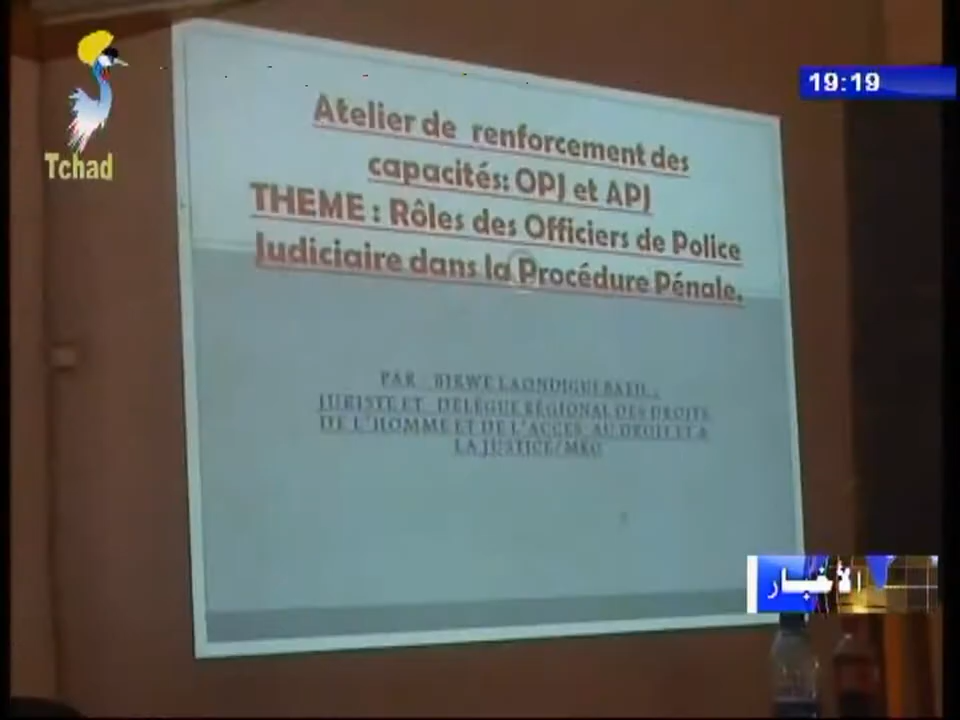 Tchad
19:19
Atelier de renforcement des
capacités: OPJ et APJ
THEME : Rôles des Officiers de Police
Judiciaire dans la Procédure Pénale.
PAR
JURISTE ET DELEGUE RÉGIONAL DES DROITS
DE L'HOMME ET DE L'ACCES AU DROIT ET A
LA JUSTICE/
الأخبار